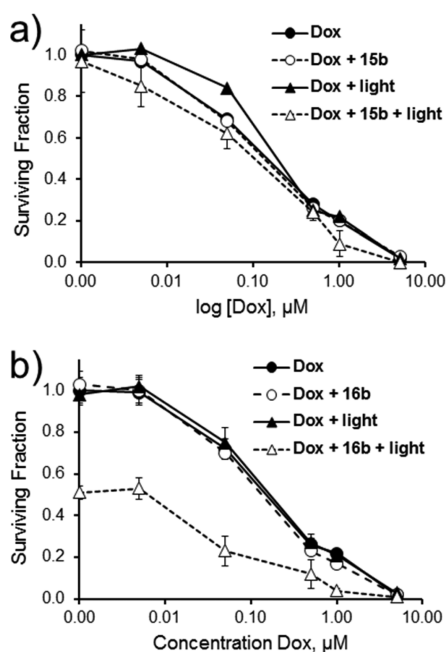 a)
Dox
Dox + 15b
Dox + light
Dox + 15b + light
Surviving Fraction
1.0
0.8
0.6
0.4
0.2
0.0
0.00 0.01 0.10 1.00 10.00
log [Dox], µM
b)
Dox
Dox + 16b
Dox + light
Dox + 16b + light
Surviving Fraction
1.0
0.8
0.6
0.4
0.2
0.0
0.00 0.01 0.10 1.00 10.00
Concentration Dox, µM